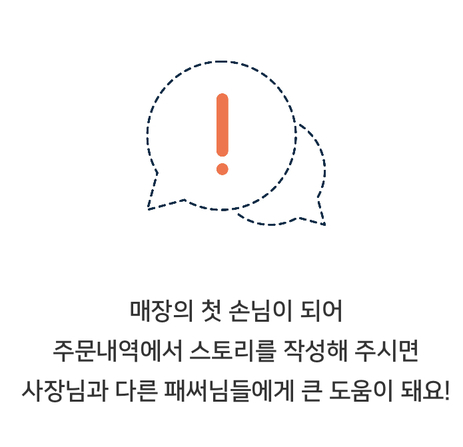 매장의 첫 손님이 되어
주문내역에서 스토리를 작성해 주시면
사장님과 다른 패써님들에게 큰 도움이 돼요!